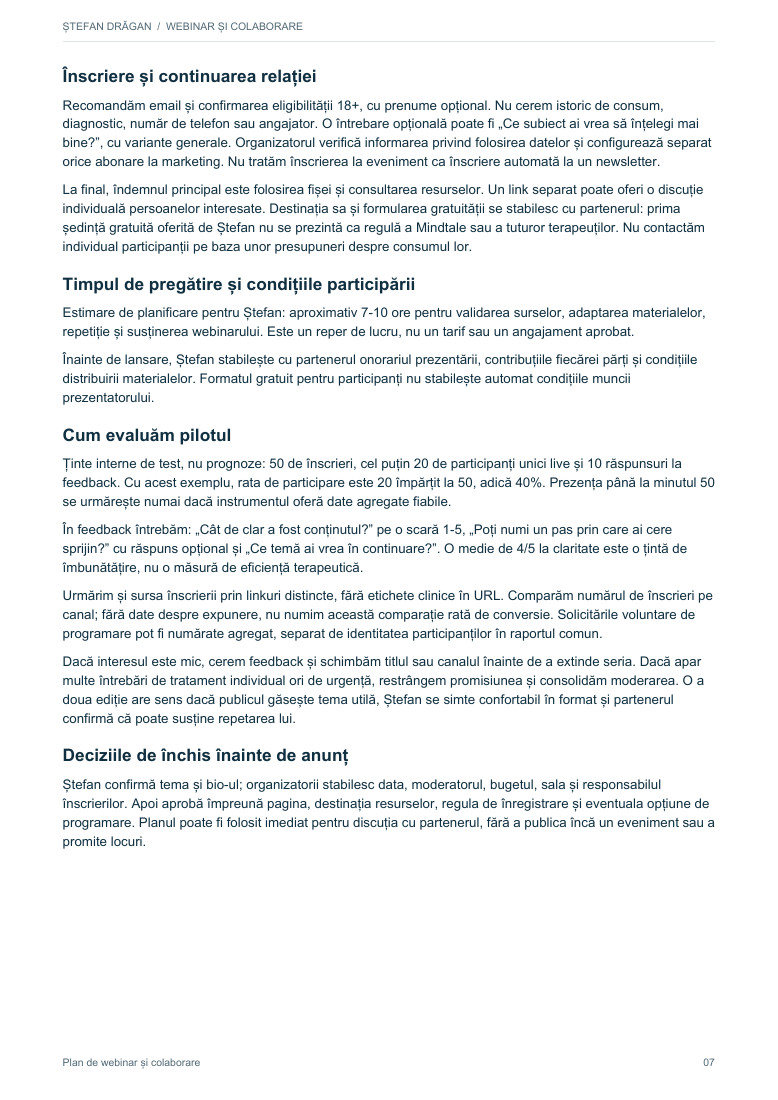 ȘTEFAN DRĂGAN / WEBINAR ȘI COLABORARE
Înscriere și continuarea relației
Recomandăm email și confirmarea eligibilității 18+, cu prenume opțional. Nu cerem istoric de consum,
diagnostic, număr de telefon sau angajator. O întrebare opțională poate fi „Ce subiect ai vrea să înțelegi mai
bine?”, cu variante generale. Organizatorul verifică informarea privind folosirea datelor și configurează separat
orice abonare la marketing. Nu tratăm înscrierea la eveniment ca înscriere automată la un newsletter.
La final, îndemnul principal este folosirea fișei și consultarea resurselor. Un link separat poate oferi o discuție
individuală persoanelor interesate. Destinația sa și formularea gratuității se stabilesc cu partenerul: prima
ședință gratuită oferită de Ștefan nu se prezintă ca regulă a Mindtale sau a tuturor terapeuților. Nu contactăm
individual participanții pe baza unor presupuneri despre consumul lor.
Timpul de pregătire și condițiile participării
Estimare de planificare pentru Ștefan: aproximativ 7-10 ore pentru validarea surselor, adaptarea materialelor,
repetiție și susținerea webinarului. Este un reper de lucru, nu un tarif sau un angajament aprobat.
Înainte de lansare, Ștefan stabilește cu partenerul onorariul prezentării, contribuțiile fiecărei părți și condițiile
distribuirii materialelor. Formatul gratuit pentru participanți nu stabilește automat condițiile muncii
prezentatorului.
Cum evaluăm pilotul
Ținte interne de test, nu prognoze: 50 de înscrieri, cel puțin 20 de participanți unici live și 10 răspunsuri la
feedback. Cu acest exemplu, rata de participare este 20 împărțit la 50, adică 40%. Prezența până la minutul 50
se urmărește numai dacă instrumentul oferă date agregate fiabile.
În feedback întrebăm: „Cât de clar a fost conținutul?” pe o scară 1-5, „Poți numi un pas prin care ai cere
sprijin?” cu răspuns opțional și „Ce temă ai vrea în continuare?”. O medie de 4/5 la claritate este o țintă de
îmbunătățire, nu o măsură de eficiență terapeutică.
Urmărim și sursa înscrierii prin linkuri distincte, fără etichete clinice în URL. Comparăm numărul de înscrieri pe
canal; fără date despre expunere, nu numim această comparație rată de conversie. Solicitările voluntare de
programare pot fi numărate agregat, separat de identitatea participanților în raportul comun.
Dacă interesul este mic, cerem feedback și schimbăm titlul sau canalul înainte de a extinde seria. Dacă apar
multe întrebări de tratament individual ori de urgență, restrângem promisiunea și consolidăm moderarea. O a
doua ediție are sens dacă publicul găsește tema utilă, Ștefan se simte confortabil în format și partenerul
confirmă că poate susține repetarea lui.
Deciziile de închis înainte de anunț
Ștefan confirmă tema și bio-ul; organizatorii stabilesc data, moderatorul, bugetul, sala și responsabilul
înscrierilor. Apoi aprobă împreună pagina, destinația resurselor, regula de înregistrare și eventuala opțiune de
programare. Planul poate fi folosit imediat pentru discuția cu partenerul, fără a publica încă un eveniment sau a
promite locuri.
Plan de webinar și colaborare
07